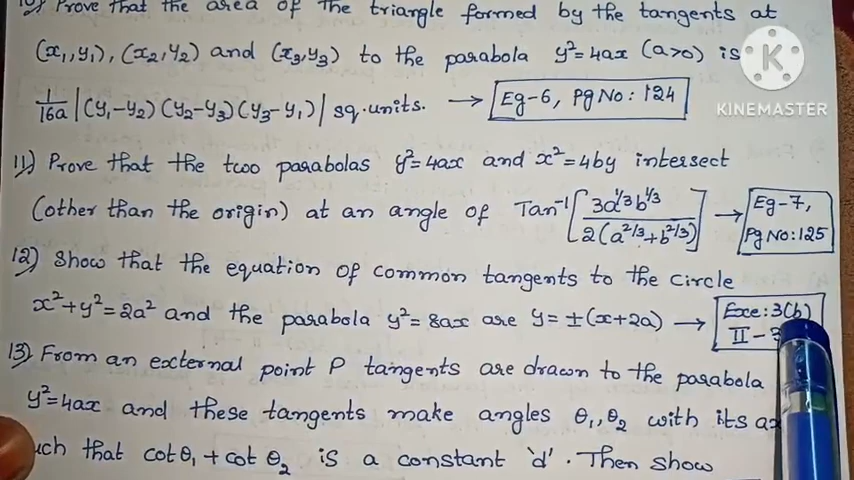 10) Prove that the area of the triangle formed by the tangents at
(x₁,y₁), (x₂,y₂) and (x₃,y₃) to the parabola y²=4ax (a>0) is
1/16a |(y₁-y₂)(y₂-y₃)(y₃-y₁)| sq.units. → Eg-6, Pg No: 124
KINEMASTER
11) Prove that the two parabolas y²=4ax and x²=4by intersect
(other than the origin) at an angle of Tan⁻¹[3a^1/3 b^1/3 / 2(a^2/3+b^2/3)] → Eg-7,
Pg No: 125
12) Show that the equation of common tangents to the circle
x²+y²=2a² and the parabola y²=8ax are y=±(x+2a) → Exe: 3(b)
II-3
13) From an external point P tangents are drawn to the parabola
y²=4ax and these tangents make angles θ₁,θ₂ with its
that cotθ₁+cot θ₂ is a constant 'd'. Then show